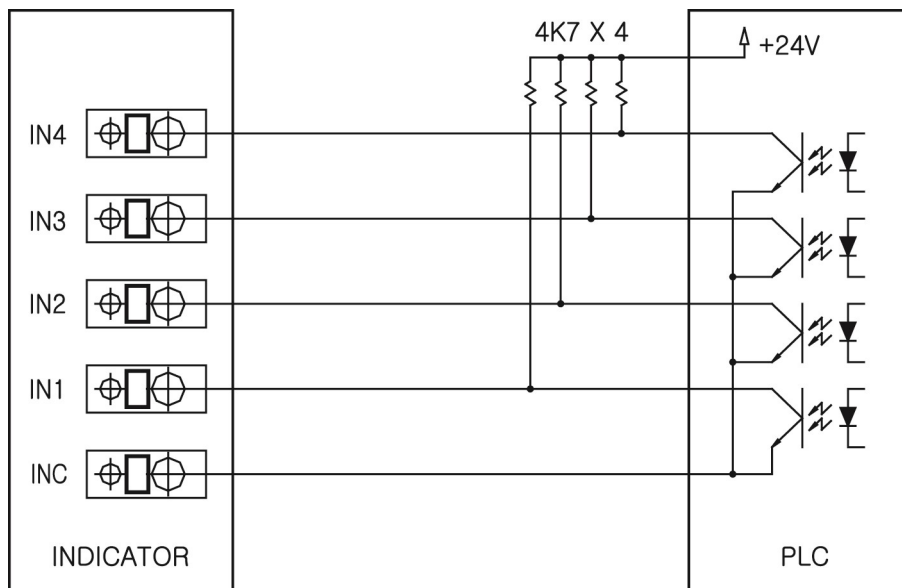 4K7 X 4
+24V
IN4
IN3
IN2
IN1
INC
INDICATOR
PLC